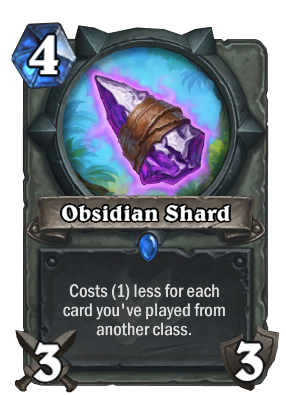 4
Obsidian Shard
Costs (1) less for each
card you've played from
another class.
3
3